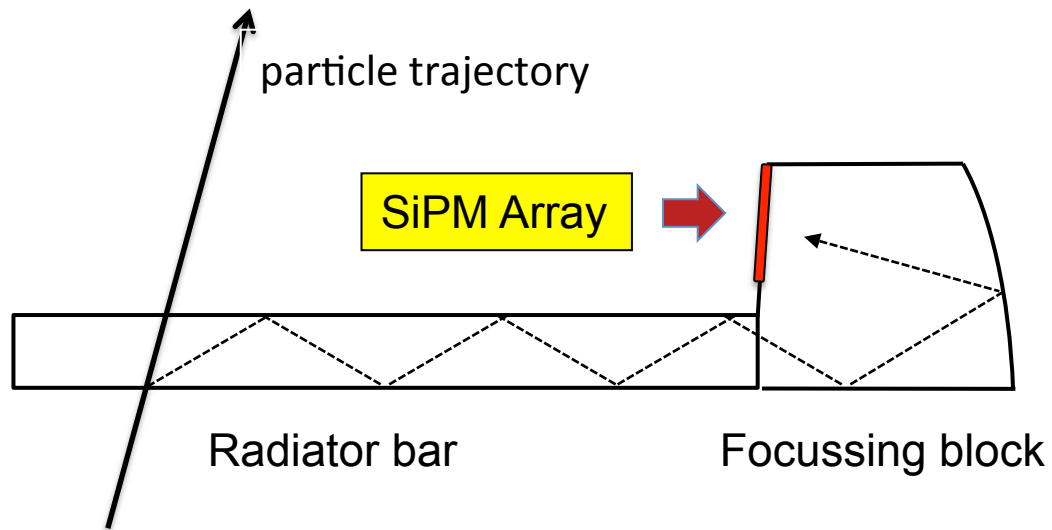 particle trajectory
SiPM Array
Radiator bar
Focussing block